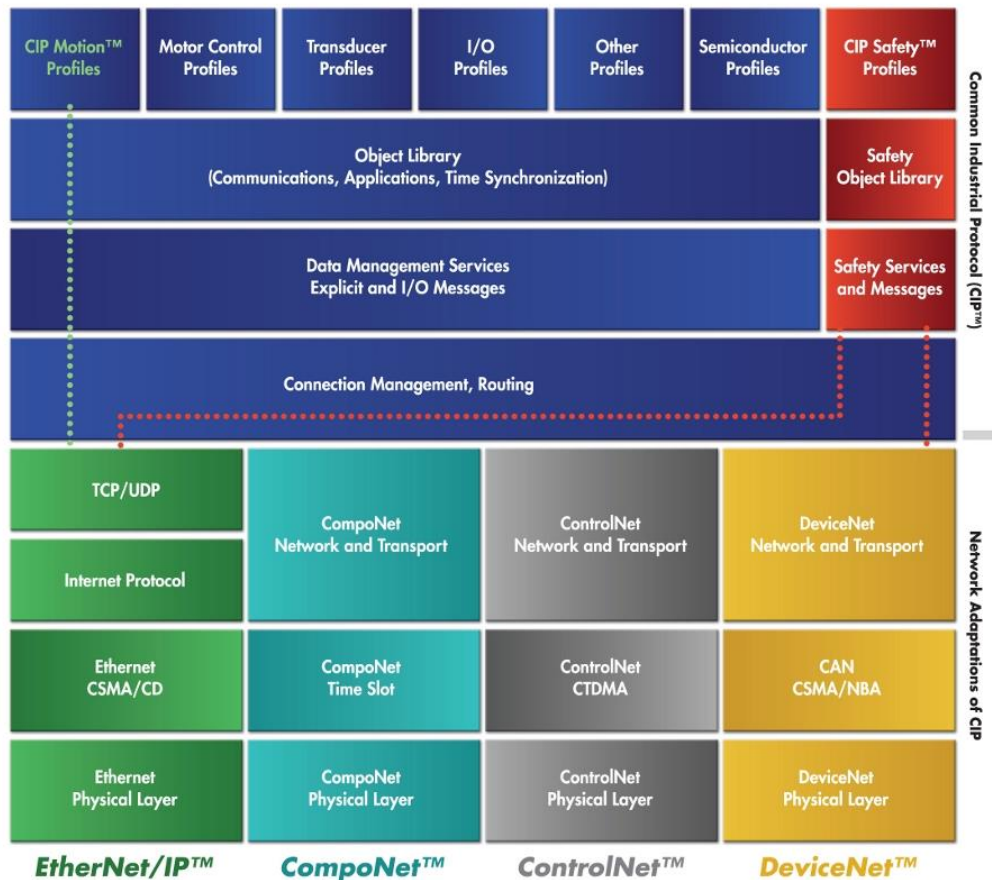 CIP Motion™
Profiles
Motor Control
Profiles
Transducer
Profiles
I/O
Profiles
Other
Profiles
Semiconductor
Profiles
CIP Safety™
Profiles
Object Library
(Communications, Applications, Time Synchronization)
Safety
Object Library
Data Management Services
Explicit and I/O Messages
Safety Services
and Messages
Connection Management, Routing
Common Industrial Protocol (CIP™)
TCP/UDP
Internet Protocol
CompoNet
Network and Transport
ControlNet
Network and Transport
DeviceNet
Network and Transport
Ethernet
CSMA/CD
CompoNet
Time Slot
ControlNet
CTDMA
CAN
CSMA/NBA
Ethernet
Physical Layer
CompoNet
Physical Layer
ControlNet
Physical Layer
DeviceNet
Physical Layer
Network Adaptations of CIP
EtherNet/IP™
CompoNet™
ControlNet™
DeviceNet™